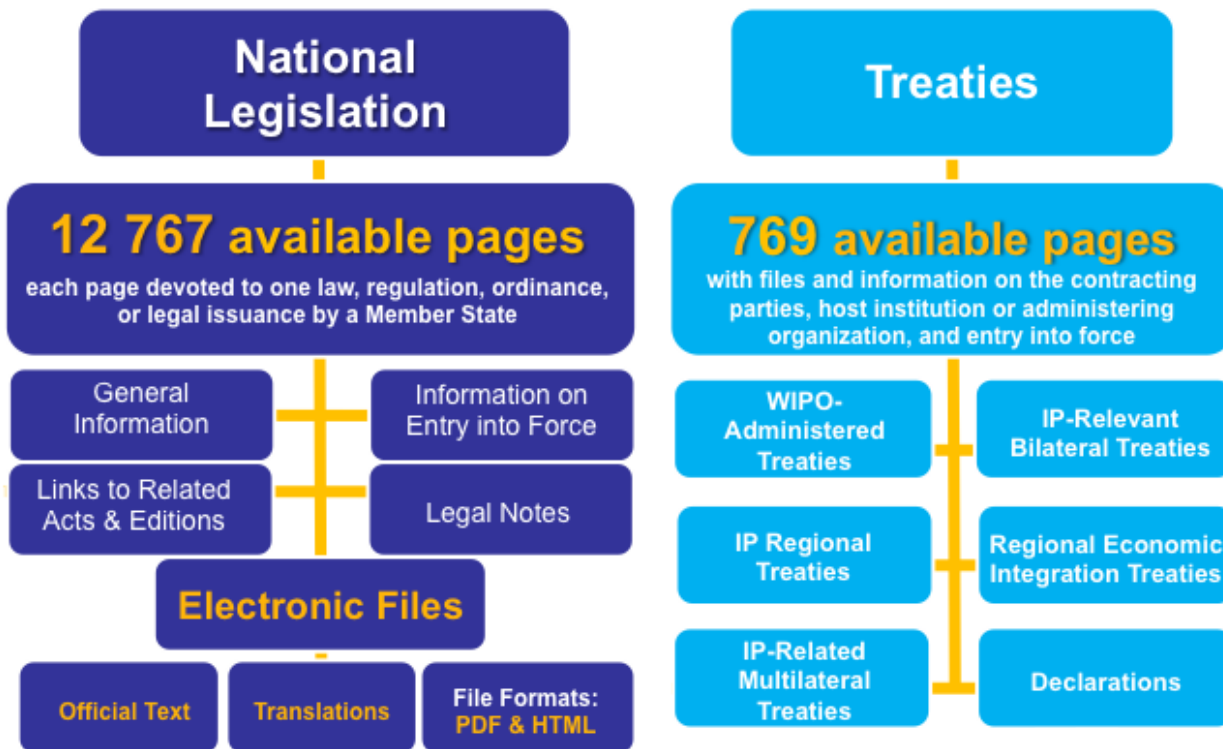 National
Legislation
12 767 available pages
each page devoted to one law, regulation, ordinance,
or legal issuance by a Member State
General
Information
Information on
Entry into Force
Links to Related
Acts & Editions
Legal Notes
Electronic Files
Official Text
Translations
File Formats:
PDF & HTML
Treaties
769 available pages
with files and information on the contracting
parties, host institution or administering
organization, and entry into force
WIPO-
Administered
Treaties
IP-Relevant
Bilateral Treaties
IP Regional
Treaties
Regional Economic
Integration Treaties
IP-Related
Multilateral
Treaties
Declarations